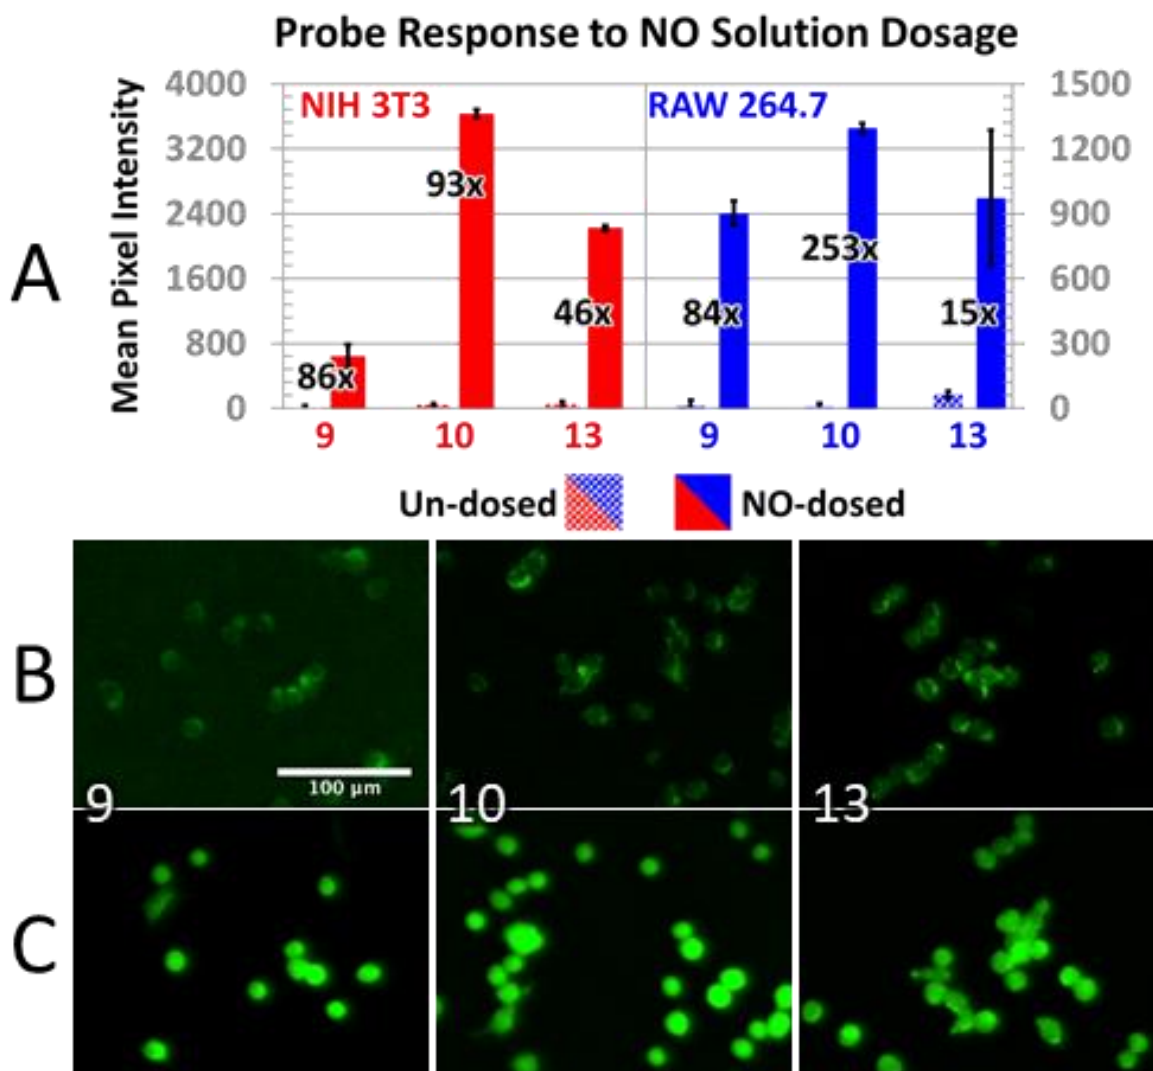 Probe Response to NO Solution Dosage
A
Mean Pixel Intensity
4000
3200
2400
1600
800
0
NIH 3T3
RAW 264.7
86x
93x
46x
84x
253x
15x
1500
1200
900
600
300
0
9 10 13 9 10 13
Un-dosed NO-dosed
B
100 µm
9 10 13
C